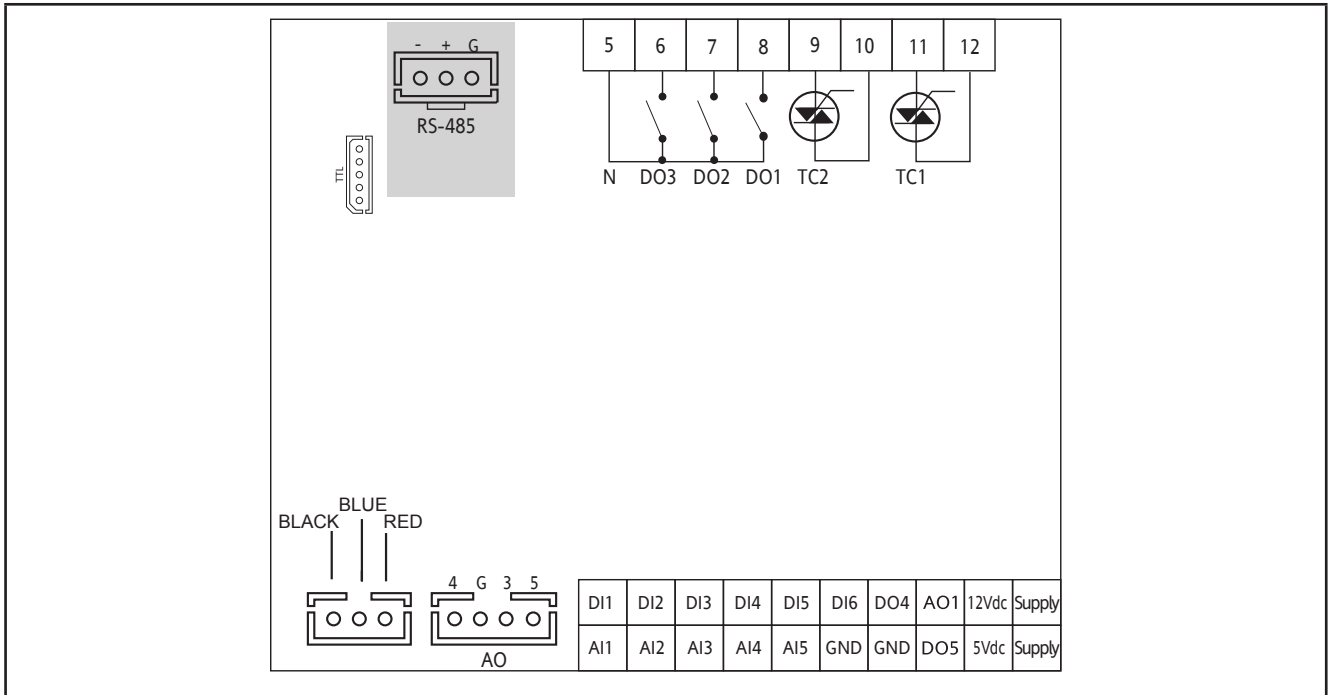 - + G
RS-485
TTL
5 6 7 8 9 10 11 12
N DO3 DO2 DO1 TC2 TC1
BLUE
BLACK RED
4 G 3 5
AO
DI1 DI2 DI3 DI4 DI5 DI6 DO4 AO1 12Vdc Supply
AI1 AI2 AI3 AI4 AI5 GND GND DO5 5Vdc Supply